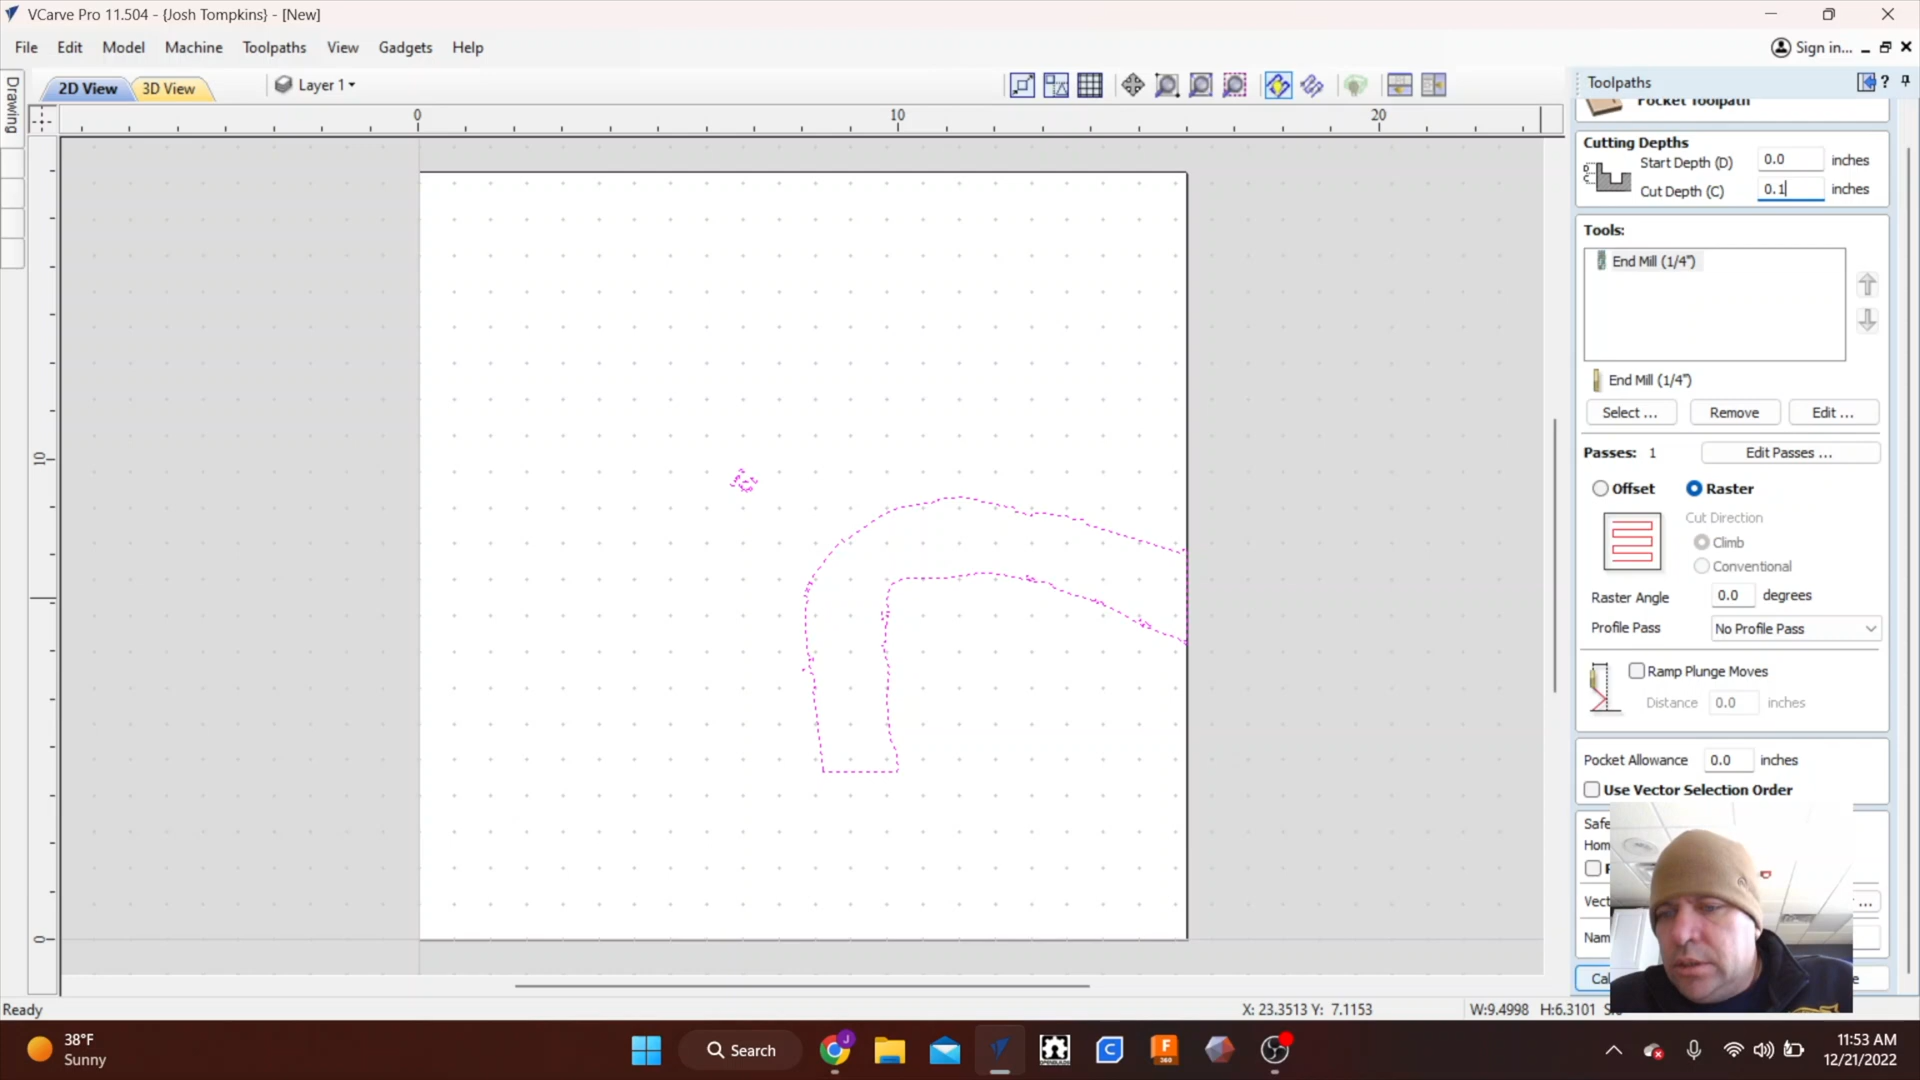 VCarve Pro 11.504 - {Josh Tompkins} - [New]
File Edit Model Machine Toolpaths View Gadgets Help
Sign in...
Drawing
2D View 3D View Layer 1
Toolpaths
Pocket Toolpath
0 10 20
Cutting Depths
Start Depth (D) 0.0 inches
Cut Depth (C) 0.1 inches
Tools:
End Mill (1/4")
End Mill (1/4")
Select ... Remove Edit ...
Passes: 1 Edit Passes ...
10
Offset Raster
Cut Direction
Climb
Conventional
Raster Angle 0.0 degrees
Profile Pass No Profile Pass
Ramp Plunge Moves
Distance 0.0 inches
Pocket Allowance 0.0 inches
Use Vector Selection Order
Safe
Hom
Vect ...
Nam
0
Cal
Ready X: 23.3513 Y: 7.1153 W:9.4998 H:6.3101
38°F
Sunny
Search
11:53 AM
12/21/2022